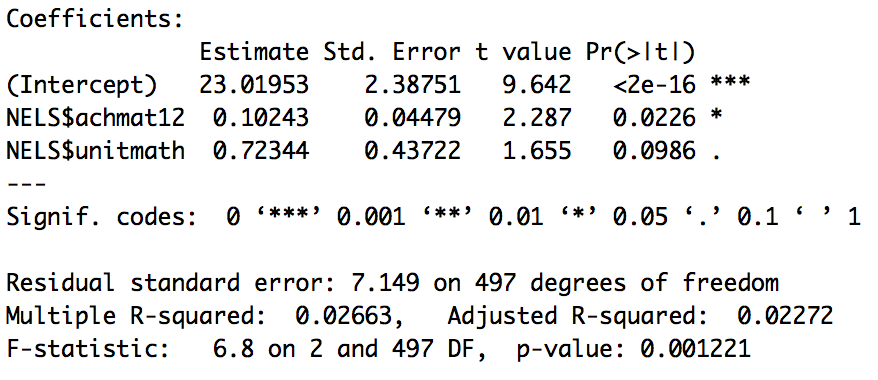 Coefficients:
Estimate Std. Error t value Pr(>|t|)
(Intercept) 23.01953 2.38751 9.642 <2e-16 ***
NELS$achmat12 0.10243 0.04479 2.287 0.0226 *
NELS$unitmath 0.72344 0.43722 1.655 0.0986 .
---
Signif. codes: 0 ‘***’ 0.001 ‘**’ 0.01 ‘*’ 0.05 ‘.’ 0.1 ‘ ’ 1
Residual standard error: 7.149 on 497 degrees of freedom
Multiple R-squared: 0.02663, Adjusted R-squared: 0.02272
F-statistic: 6.8 on 2 and 497 DF, p-value: 0.001221